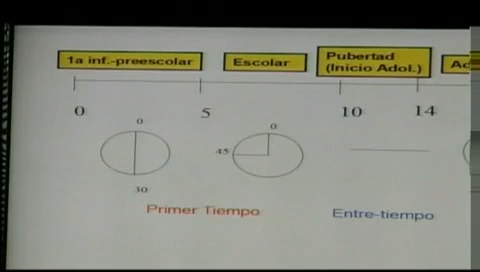 1a inf.-preescolar
Escolar
Pubertad
(Inicio Adol.)
0
5
10
14
0
45
0
30
Primer Tiempo
Entre-tiempo